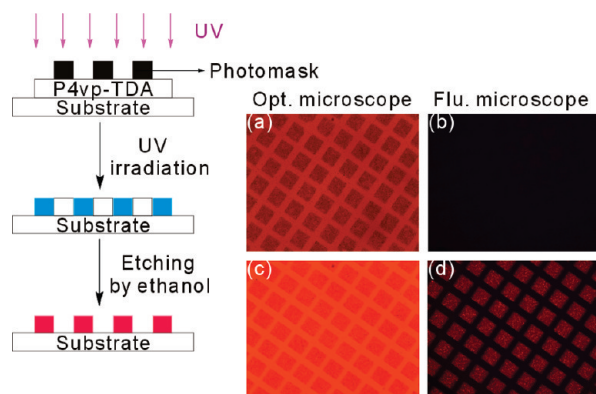 UV
Photomask
P4vp-TDA
Substrate
UV
irradiation
Substrate
Etching
by ethanol
Substrate
Opt. microscope
Flu. microscope
(a)
(b)
(c)
(d)